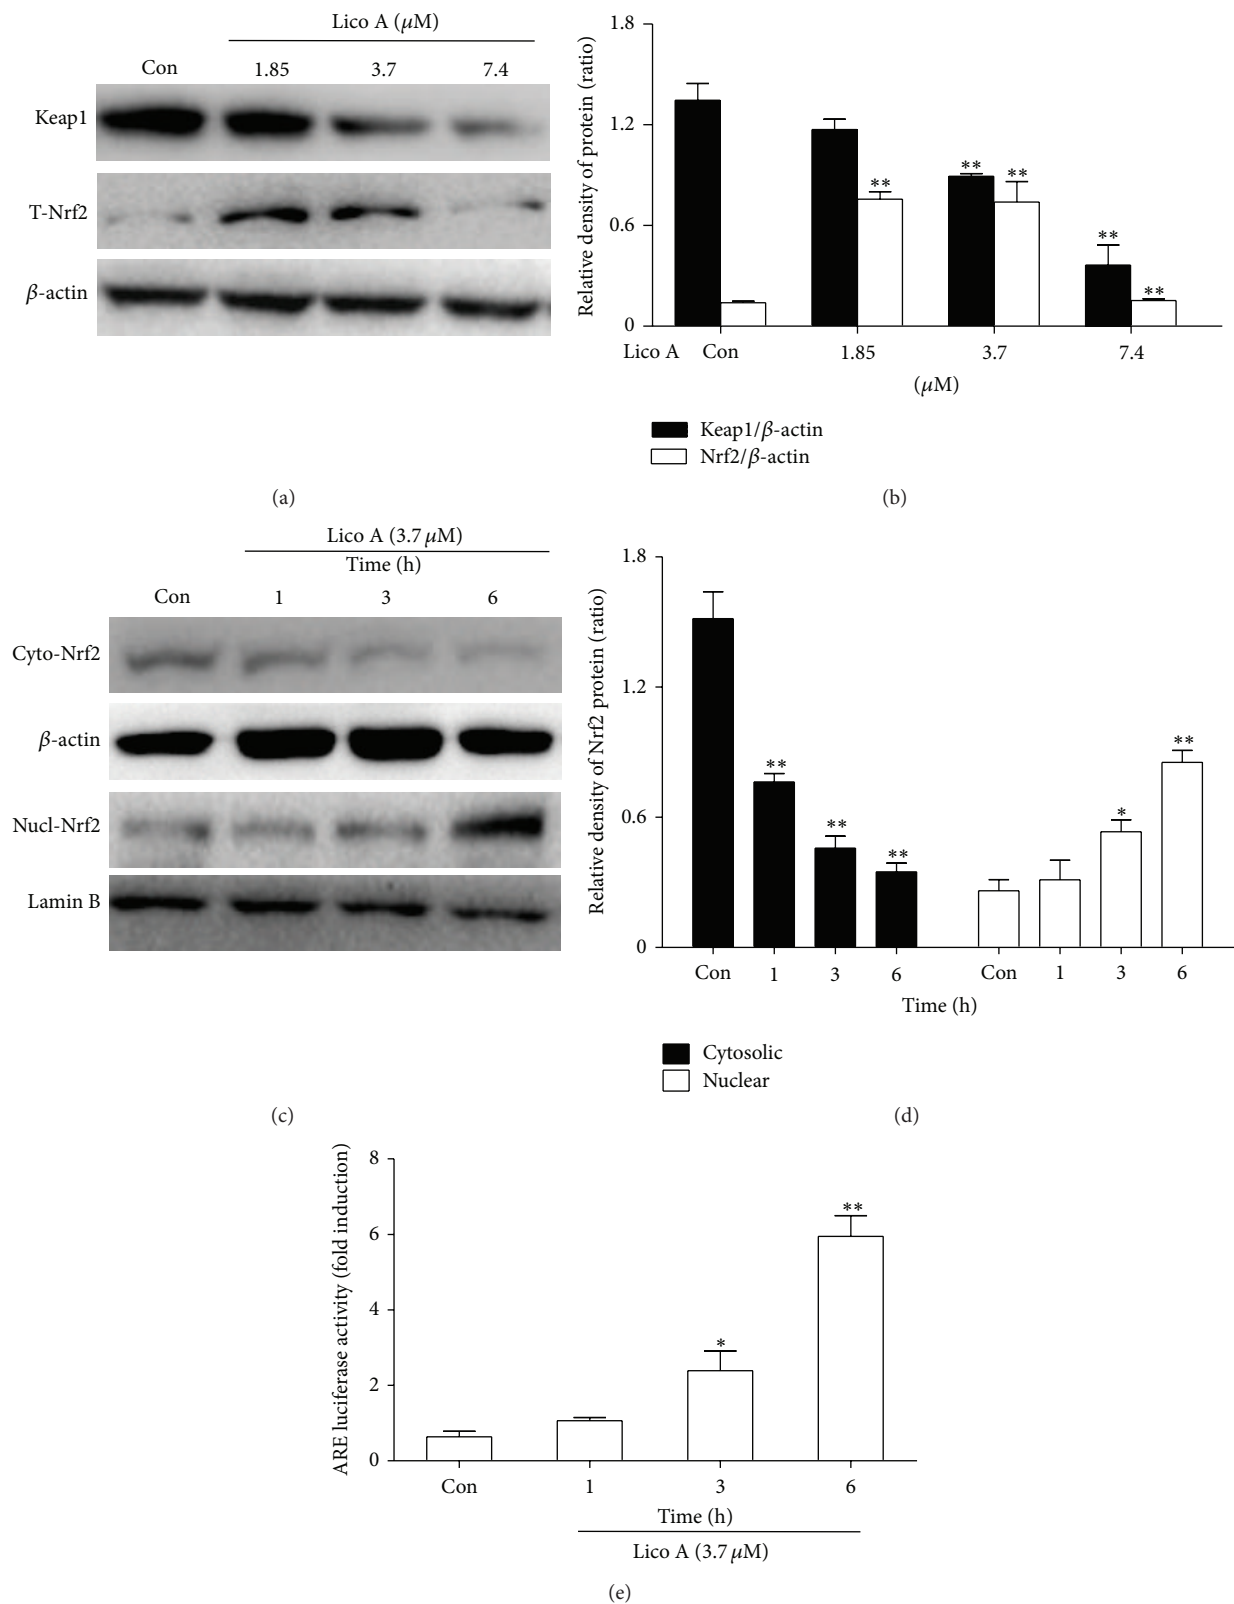 Lico A (μM)
Con 1.85 3.7 7.4
Keap1
T-Nrf2
β-actin
(a)
Relative density of protein (ratio)
1.8
1.2
0.6
0
** ** ** ** **
Lico A Con 1.85 3.7 7.4
(μM)
Keap1/β-actin
Nrf2/β-actin
(b)
Lico A (3.7 μM)
Time (h)
Con 1 3 6
Cyto-Nrf2
β-actin
Nucl-Nrf2
Lamin B
(c)
Relative density of Nrf2 protein (ratio)
1.8
1.2
0.6
0
** ** ** * **
Con 1 3 6 Con 1 3 6
Time (h)
Cytosolic
Nuclear
(d)
ARE luciferase activity (fold induction)
8
6
4
2
0
* **
Con 1 3 6
Time (h)
Lico A (3.7 μM)
(e)